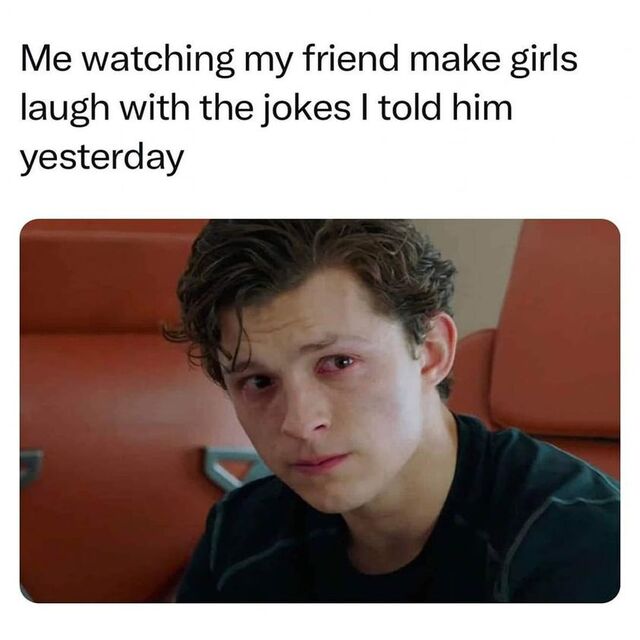 Me watching my friend make girls
laugh with the jokes I told him
yesterday